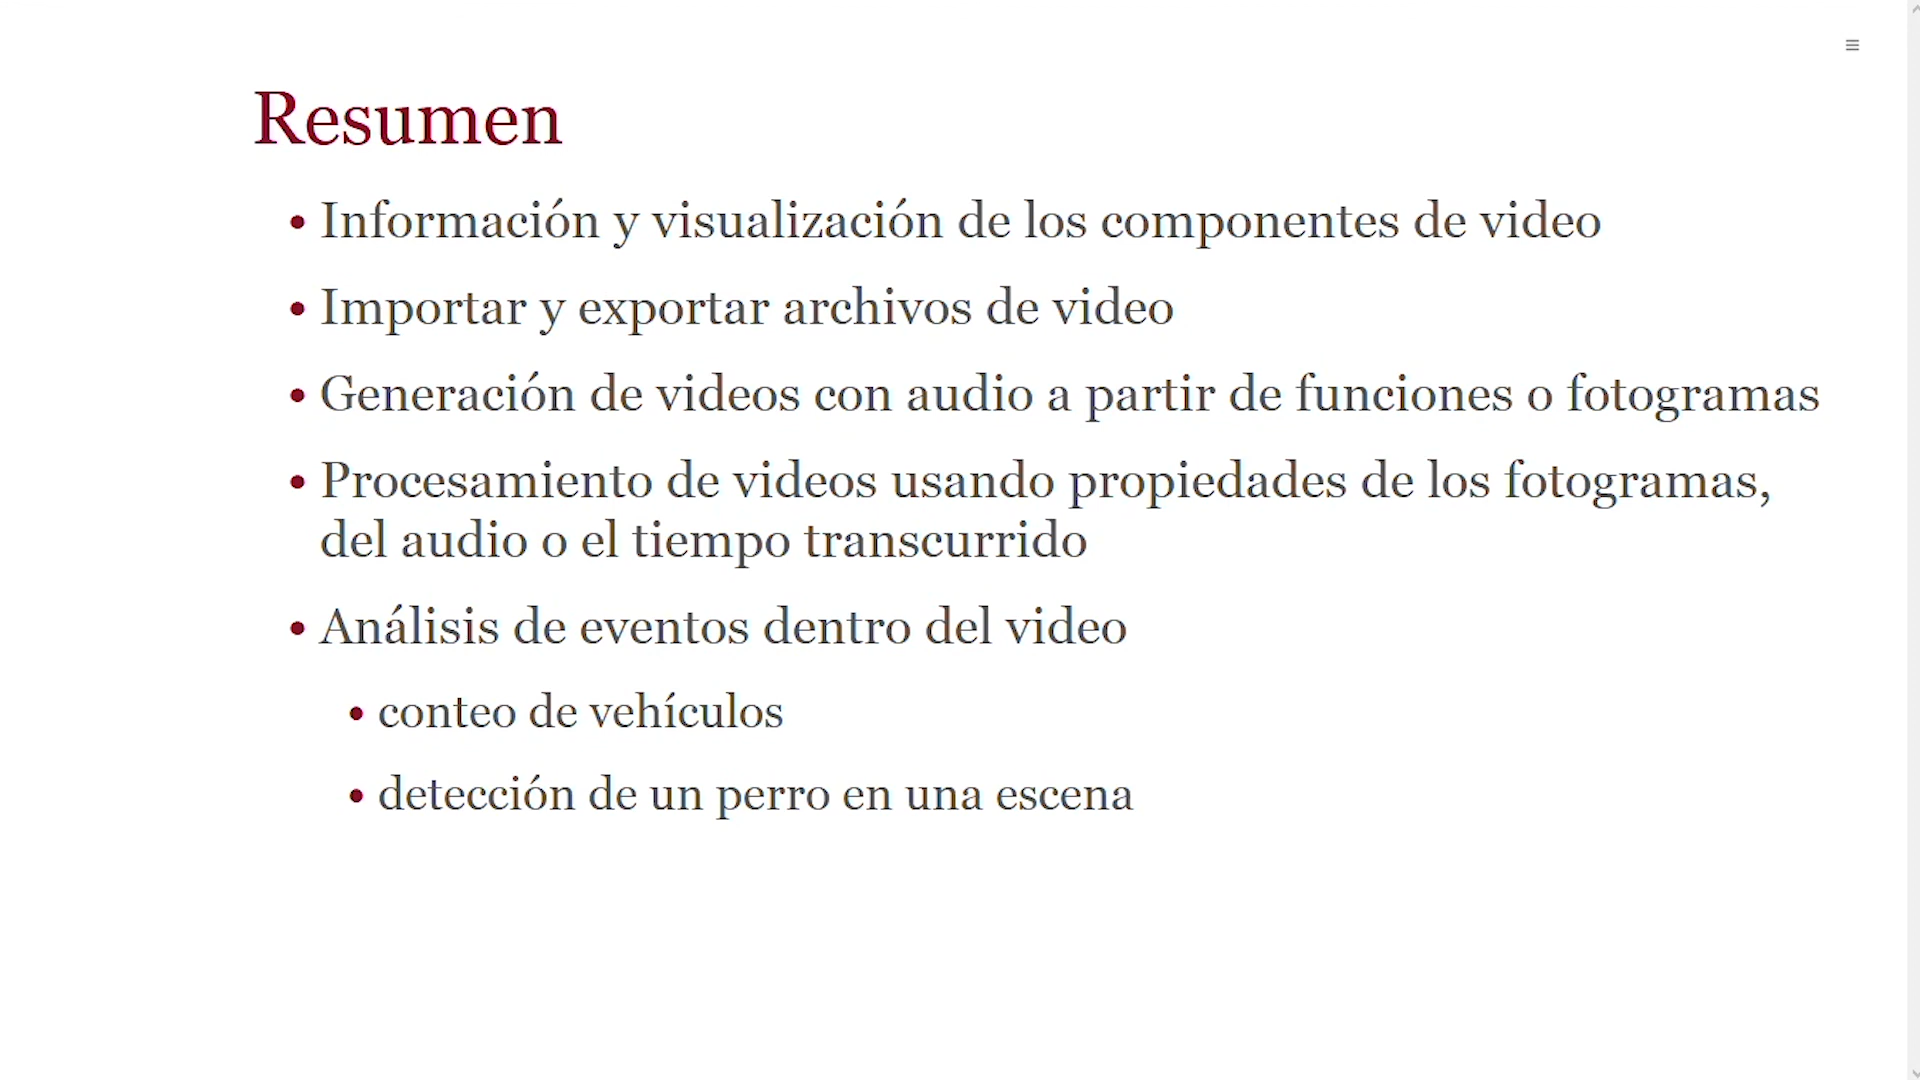 Resumen
• Información y visualización de los componentes de video
• Importar y exportar archivos de video
• Generación de videos con audio a partir de funciones o fotogramas
• Procesamiento de videos usando propiedades de los fotogramas,
del audio o el tiempo transcurrido
• Análisis de eventos dentro del video
• conteo de vehículos
• detección de un perro en una escena